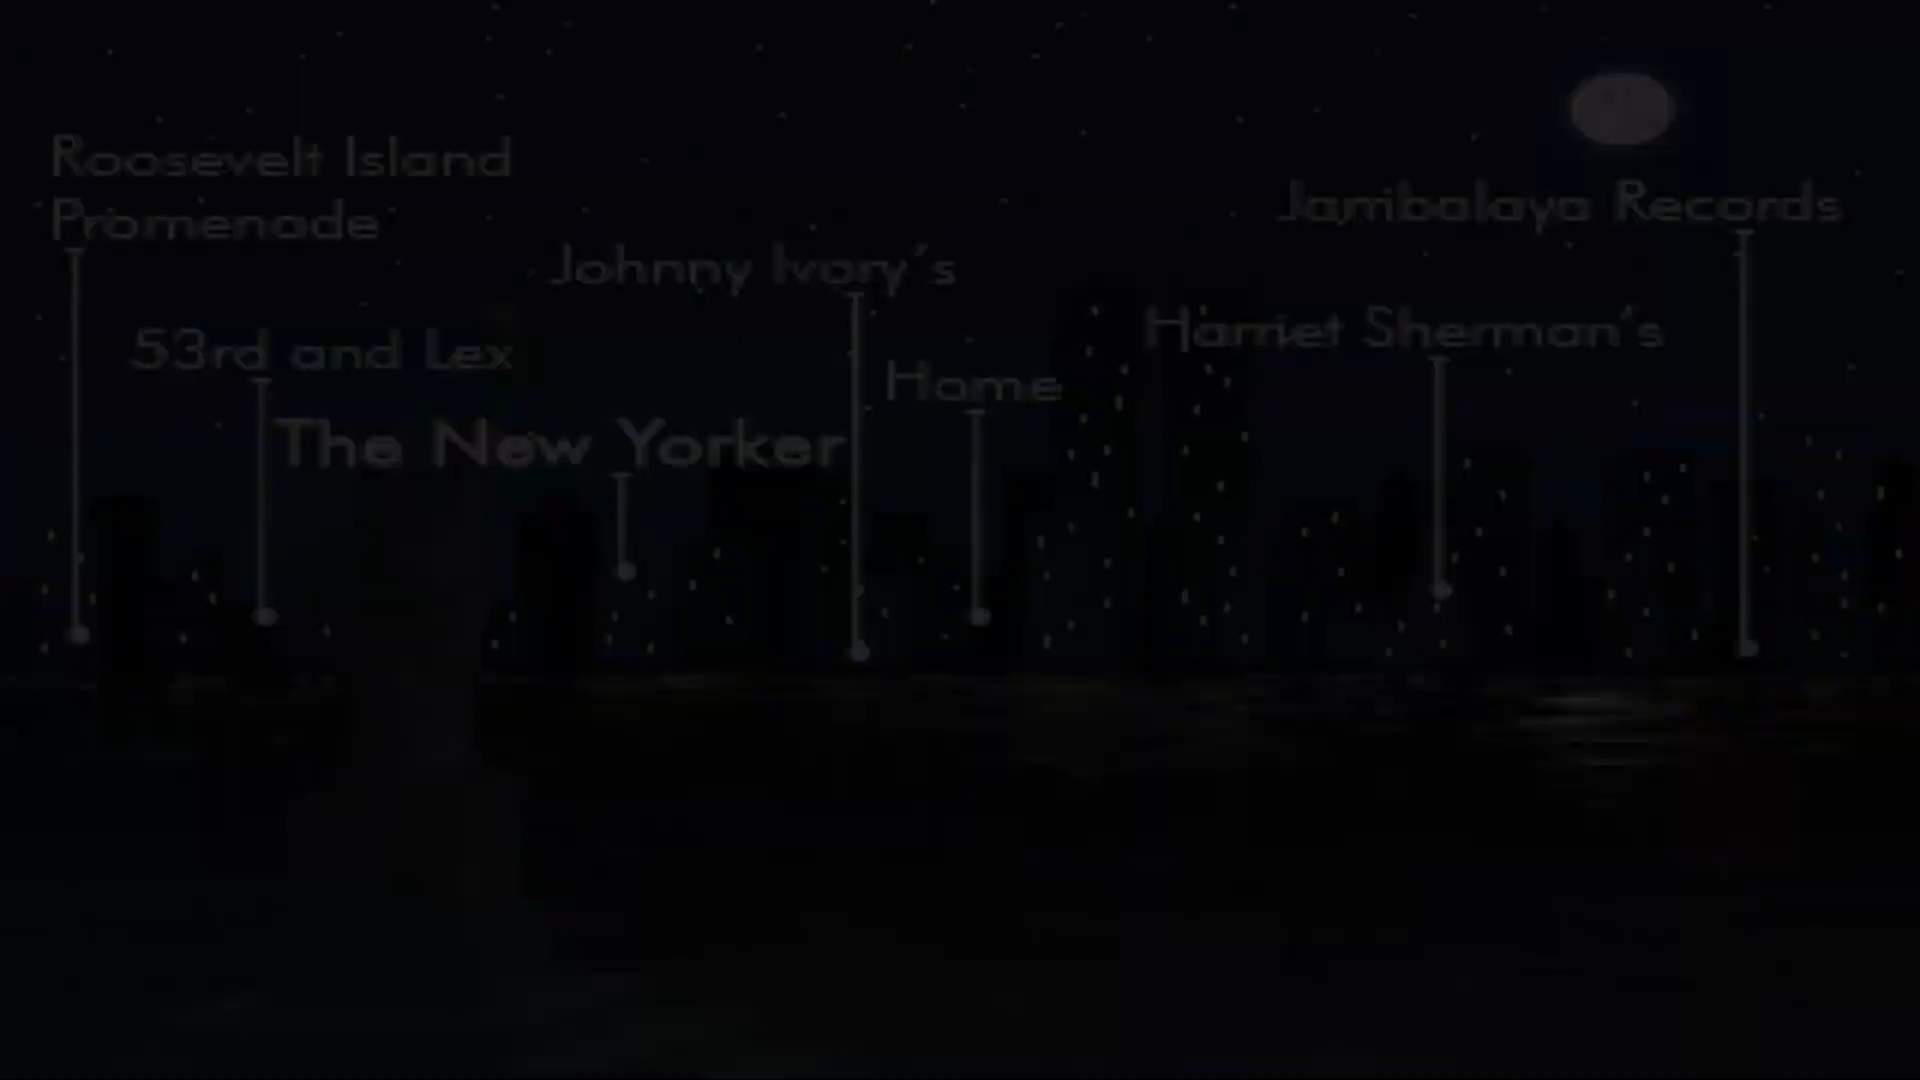 Roosevelt Island
Promenade
Jambalaya Records
Johnny Ivory's
Harriet Sherman's
53rd and Lex
Home
The New Yorker